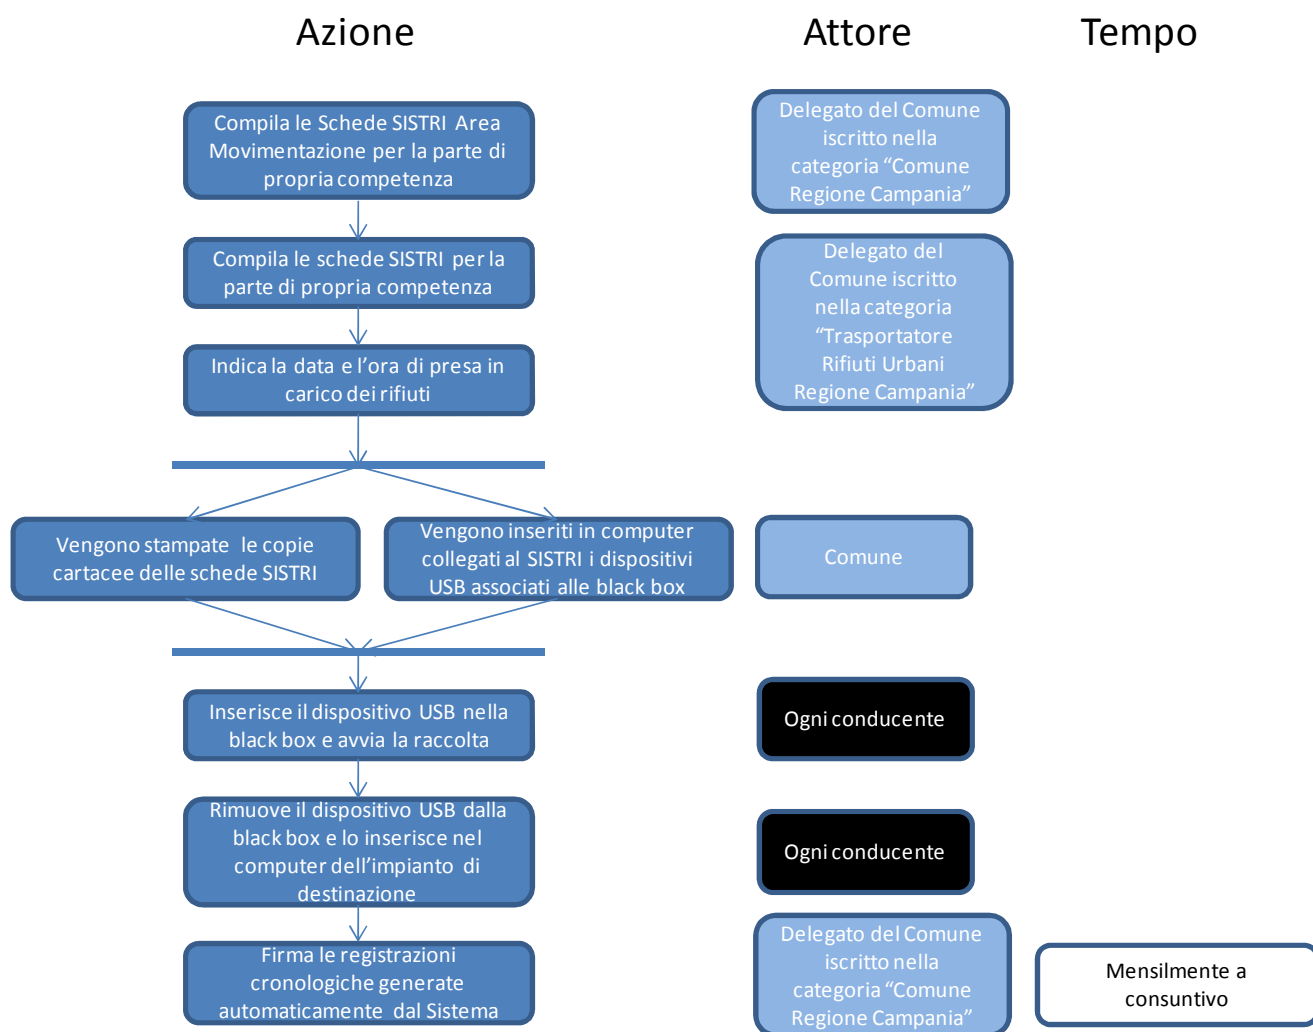 Azione
Attore
Tempo
Compila le Schede SISTRI Area
Movimentazione per la parte di
propria competenza
Delegato del Comune
iscritto nella
categoria “Comune
Regione Campania”
Compila le schede SISTRI per la
parte di propria competenza
Delegato del
Comune iscritto
nella categoria
“Trasportatore
Rifiuti Urbani
Regione Campania”
Indica la data e l’ora di presa in
carico dei rifiuti
Vengono stampate le copie
cartacee delle schede SISTRI
Vengono inseriti in computer
collegati al SISTRI i dispositivi
USB associati alle black box
Comune
Inserisce il dispositivo USB nella
black box e avvia la raccolta
Ogni conducente
Rimuove il dispositivo USB dalla
black box e lo inserisce nel
computer dell’impianto di
destinazione
Ogni conducente
Firma le registrazioni
cronologiche generate
automaticamente dal Sistema
Delegato del Comune
iscritto nella
categoria “Comune
Regione Campania”
Mensilmente a
consuntivo